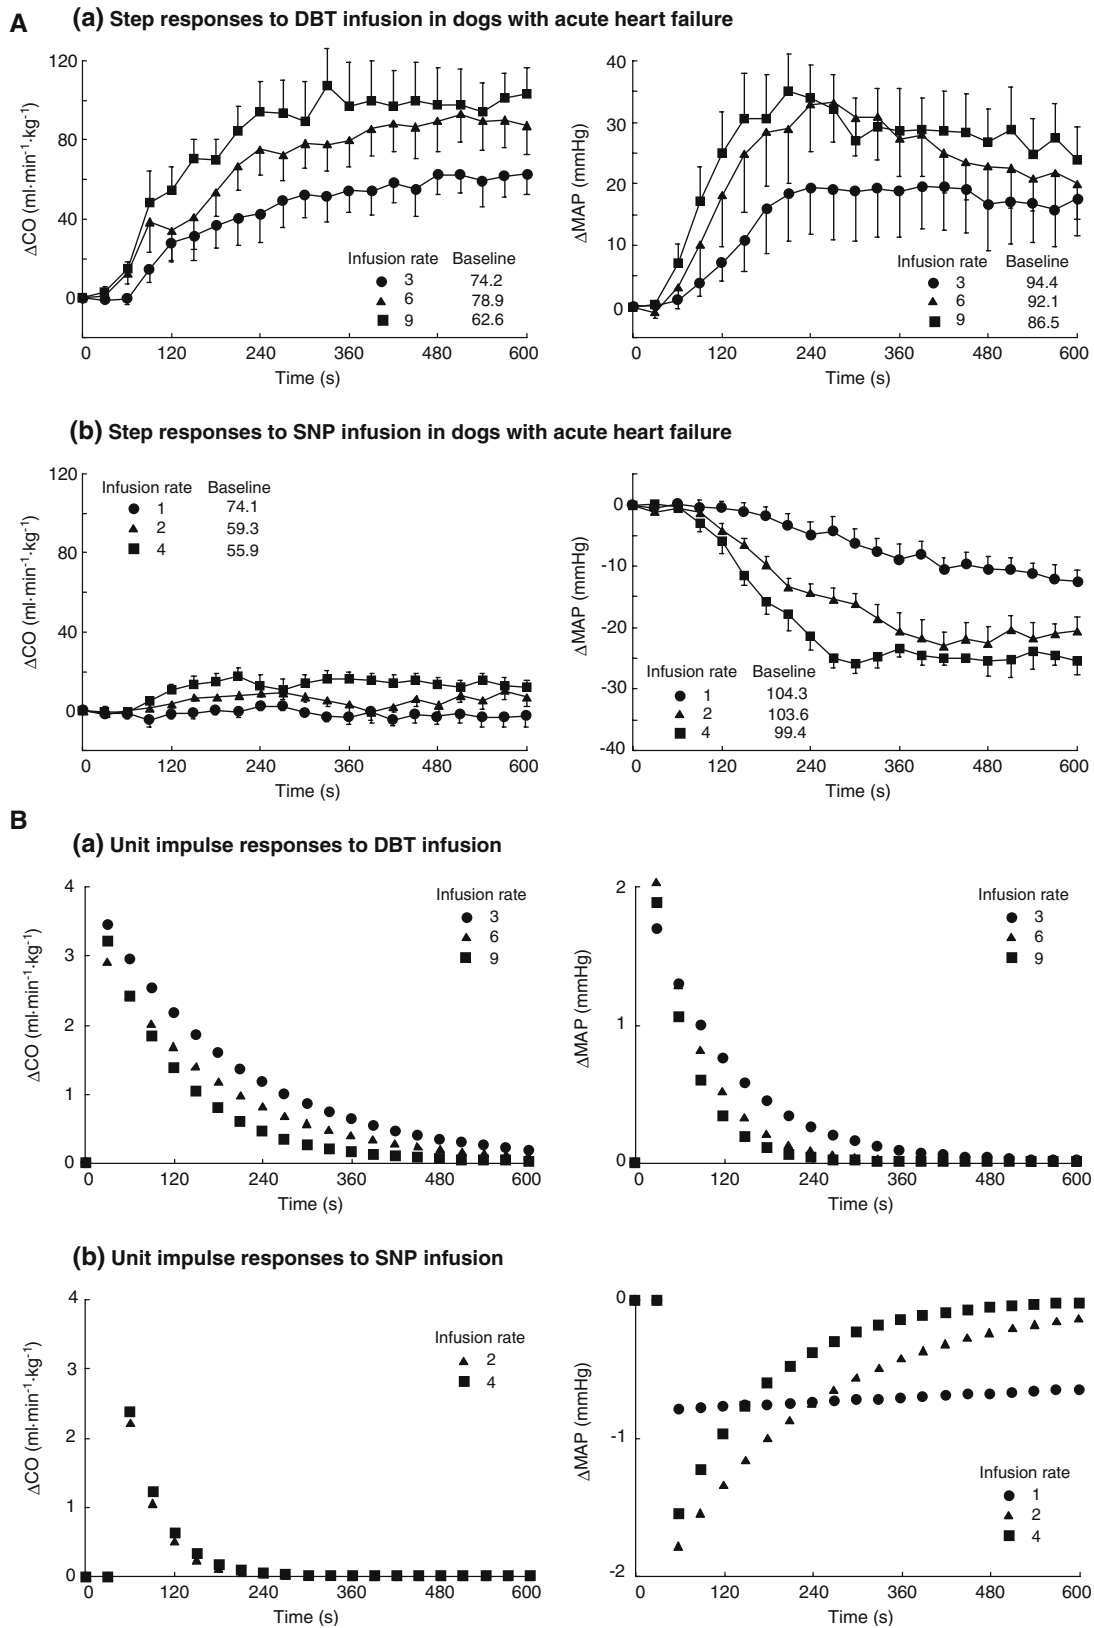 A
(a) Step responses to DBT infusion in dogs with acute heart failure
120
80
40
0
ΔCO (ml·min⁻¹·kg⁻¹)
Infusion rate Baseline
3 74.2
6 78.9
9 62.6
0 120 240 360 480 600
Time (s)
40
30
20
10
0
ΔMAP (mmHg)
Infusion rate Baseline
3 94.4
6 92.1
9 86.5
0 120 240 360 480 600
Time (s)
(b) Step responses to SNP infusion in dogs with acute heart failure
120
80
40
0
ΔCO (ml·min⁻¹·kg⁻¹)
Infusion rate Baseline
1 74.1
2 59.3
4 55.9
0 120 240 360 480 600
Time (s)
0
-10
-20
-30
-40
ΔMAP (mmHg)
Infusion rate Baseline
1 104.3
2 103.6
4 99.4
0 120 240 360 480 600
Time (s)
B
(a) Unit impulse responses to DBT infusion
4
3
2
1
0
ΔCO (ml·min⁻¹·kg⁻¹)
Infusion rate
3
6
9
0 120 240 360 480 600
Time (s)
2
1
0
ΔMAP (mmHg)
Infusion rate
3
6
9
0 120 240 360 480 600
Time (s)
(b) Unit impulse responses to SNP infusion
4
3
2
1
0
ΔCO (ml·min⁻¹·kg⁻¹)
Infusion rate
2
4
0 120 240 360 480 600
Time (s)
0
-1
-2
ΔMAP (mmHg)
Infusion rate
1
2
4
0 120 240 360 480 600
Time (s)